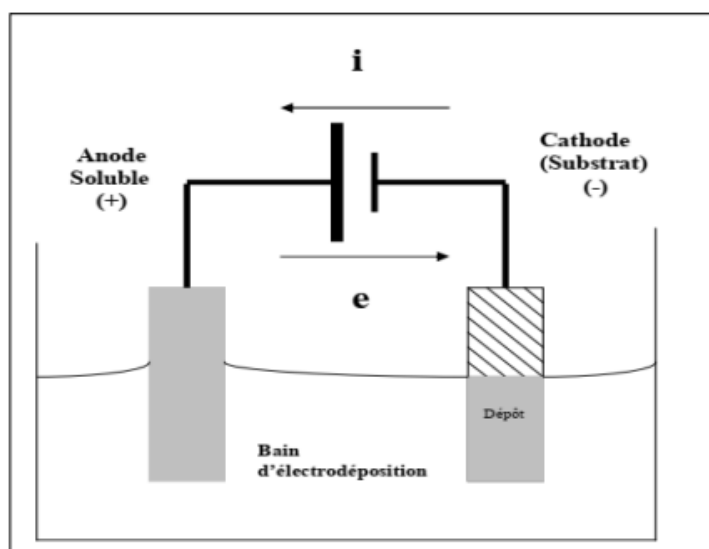 i
Anode
Soluble
(+)
Cathode
(Substrat)
(-)
e
Dépôt
Bain
d'électrodéposition